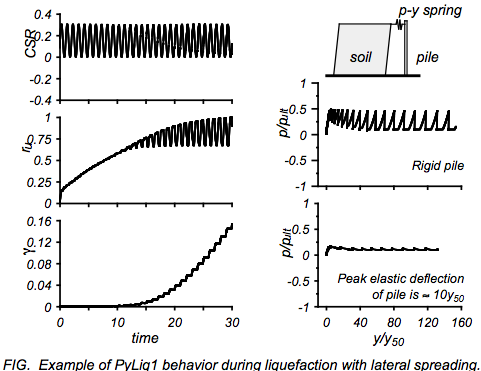 p-y spring
soil
pile
CSR
0.4
0.2
0
0.2
0.4
ru
1
0.75
0.5
0.25
0
γ
0.16
0.12
0.08
0.04
0
0 10 20 30
time
p/pult
1
0.5
0
-0.5
-1
Rigid pile
p/pult
1
0.5
0
-0.5
-1
Peak elastic deflection
of pile is ≈ 10y50
0 40 80 120 160
y/y50
FIG. Example of PyLiq1 behavior during liquefaction with lateral spreading.